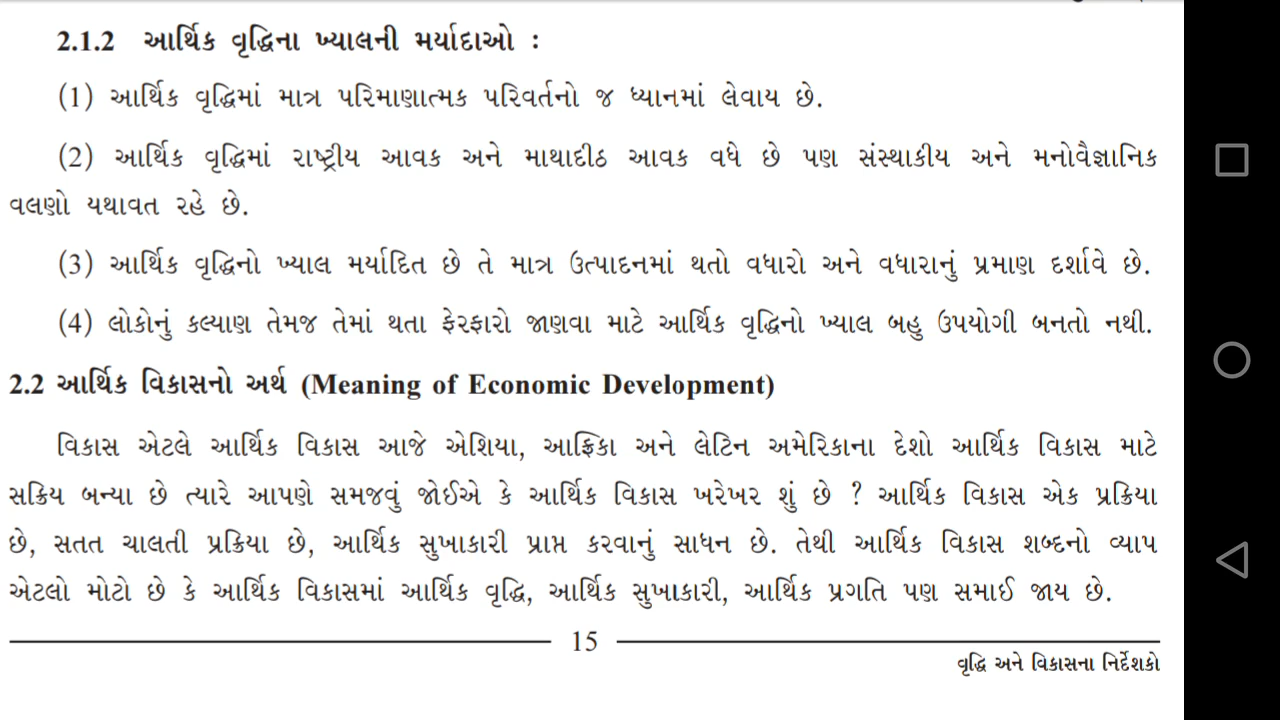 2.1.2 આર્થિક વૃદ્ધિના ખ્યાલની મર્યાદાઓ :
(1) આર્થિક વૃદ્ધિમાં માત્ર પરિમાણાત્મક પરિવર્તનો જ ધ્યાનમાં લેવાય છે.
(2) આર્થિક વૃદ્ધિમાં રાષ્ટ્રીય આવક અને માથાદીઠ આવક વધે છે પણ સંસ્થાકીય અને મનોવૈજ્ઞાનિક
વલણો યથાવત રહે છે.
(3) આર્થિક વૃદ્ધિનો ખ્યાલ મર્યાદિત છે તે માત્ર ઉત્પાદનમાં થતો વધારો અને વધારાનું પ્રમાણ દર્શાવે છે.
(4) લોકોનું કલ્યાણ તેમજ તેમાં થતા ફેરફારો જાણવા માટે આર્થિક વૃદ્ધિનો ખ્યાલ બહુ ઉપયોગી બનતો નથી.
2.2 આર્થિક વિકાસનો અર્થ (Meaning of Economic Development)
વિકાસ એટલે આર્થિક વિકાસ આજે એશિયા, આફ્રિકા અને લેટિન અમેરિકાના દેશો આર્થિક વિકાસ માટે
સક્રિય બન્યા છે ત્યારે આપણે સમજવું જોઈએ કે આર્થિક વિકાસ ખરેખર શું છે ? આર્થિક વિકાસ એક પ્રક્રિયા
છે, સતત ચાલતી પ્રક્રિયા છે, આર્થિક સુખાકારી પ્રાપ્ત કરવાનું સાધન છે. તેથી આર્થિક વિકાસ શબ્દનો વ્યાપ
એટલો મોટો છે કે આર્થિક વિકાસમાં આર્થિક વૃદ્ધિ, આર્થિક સુખાકારી, આર્થિક પ્રગતિ પણ સમાઈ જાય છે.
15
વૃદ્ધિ અને વિકાસના નિર્દેશકો